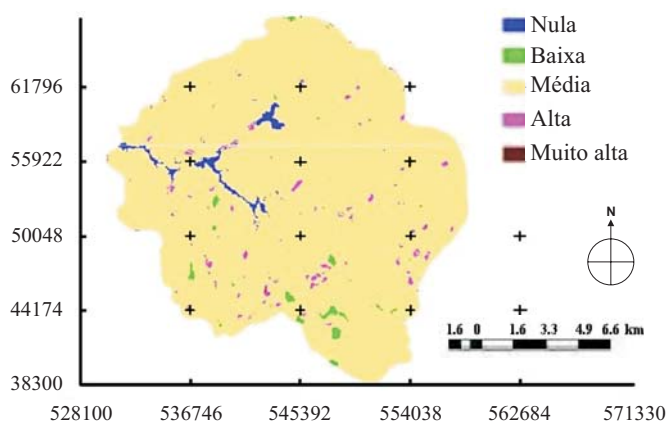 Nula
Baixa
Média
Alta
Muito alta
61796
55922
50048
44174
38300
N
1.6 0 1.6 3.3 4.9 6.6 km
528100 536746 545392 554038 562684 571330